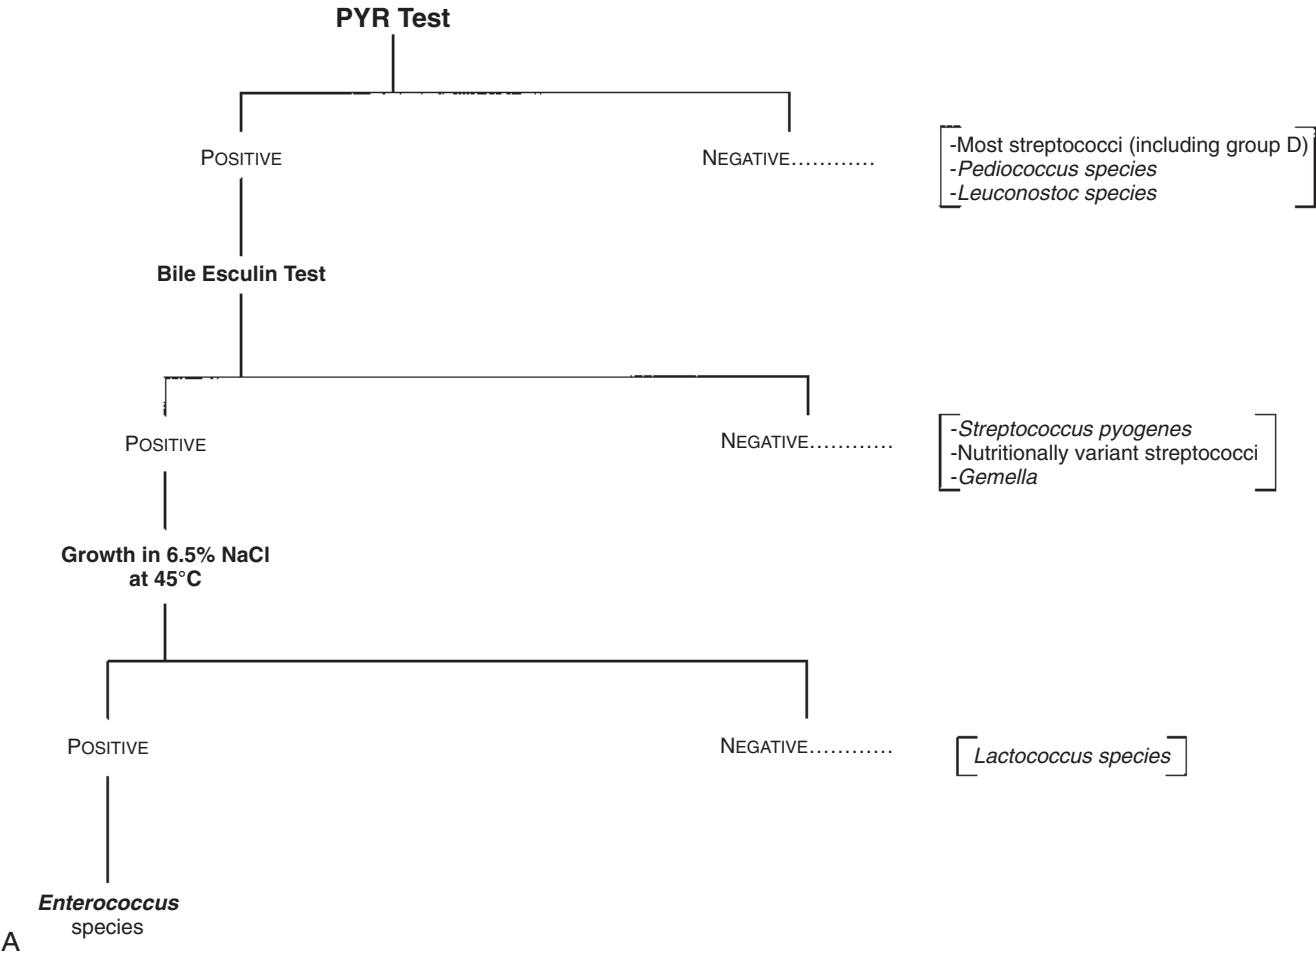 PYR Test
POSITIVE
NEGATIVE............
-Most streptococci (including group D)
-Pediococcus species
-Leuconostoc species
Bile Esculin Test
POSITIVE
NEGATIVE............
-Streptococcus pyogenes
-Nutritionally variant streptococci
-Gemella
Growth in 6.5% NaCl
at 45°C
POSITIVE
NEGATIVE............
Lactococcus species
Enterococcus
species
A